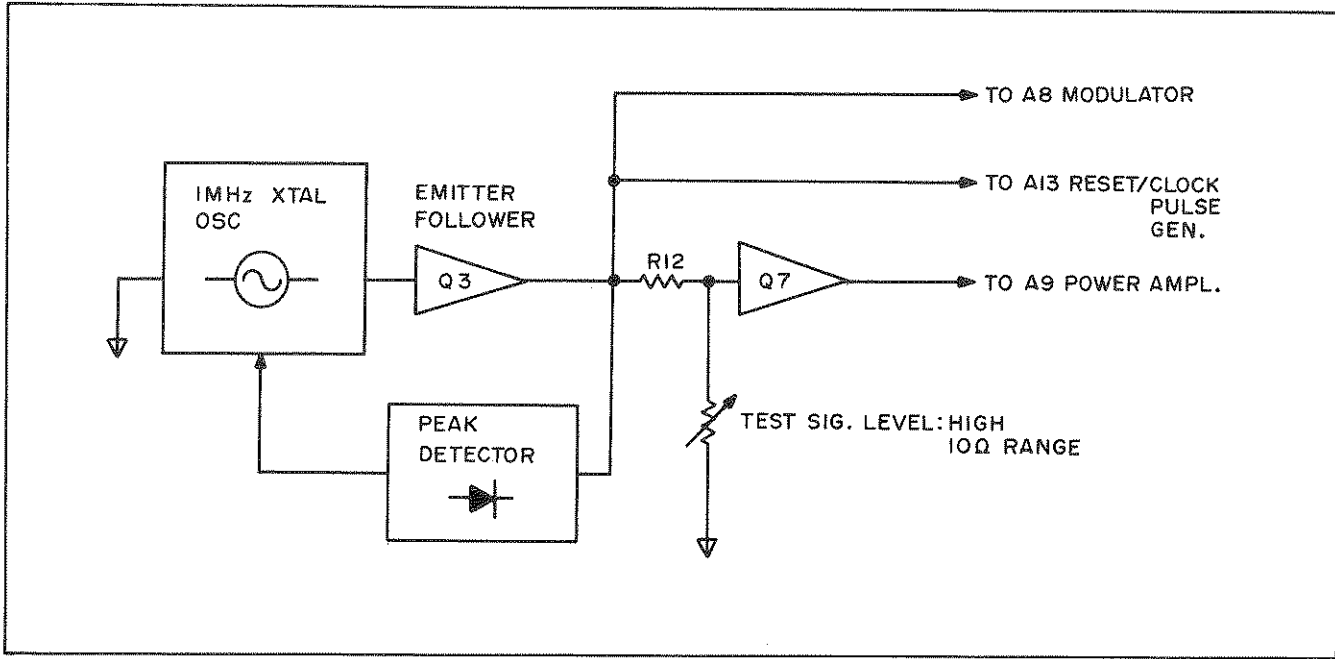 TO A8 MODULATOR
1MHz XTAL
OSC
EMITTER
FOLLOWER
TO A13 RESET/CLOCK
PULSE
GEN.
Q3
R12
Q7
TO A9 POWER AMPL.
PEAK
DETECTOR
TEST SIG. LEVEL: HIGH
10Ω RANGE